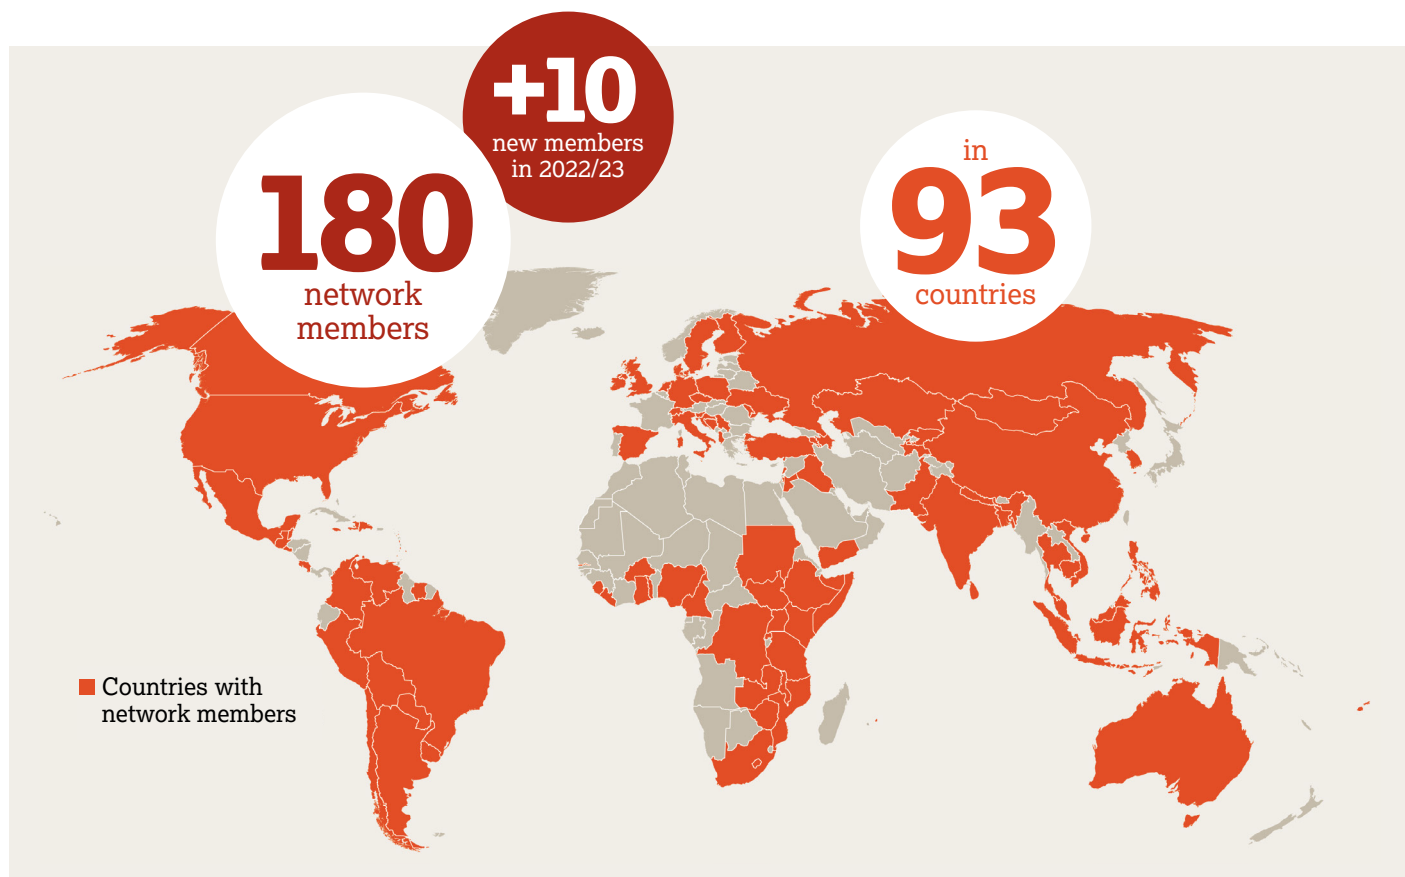 +10
new members
in 2022/23
180
network
members
in
93
countries
Countries with
network members